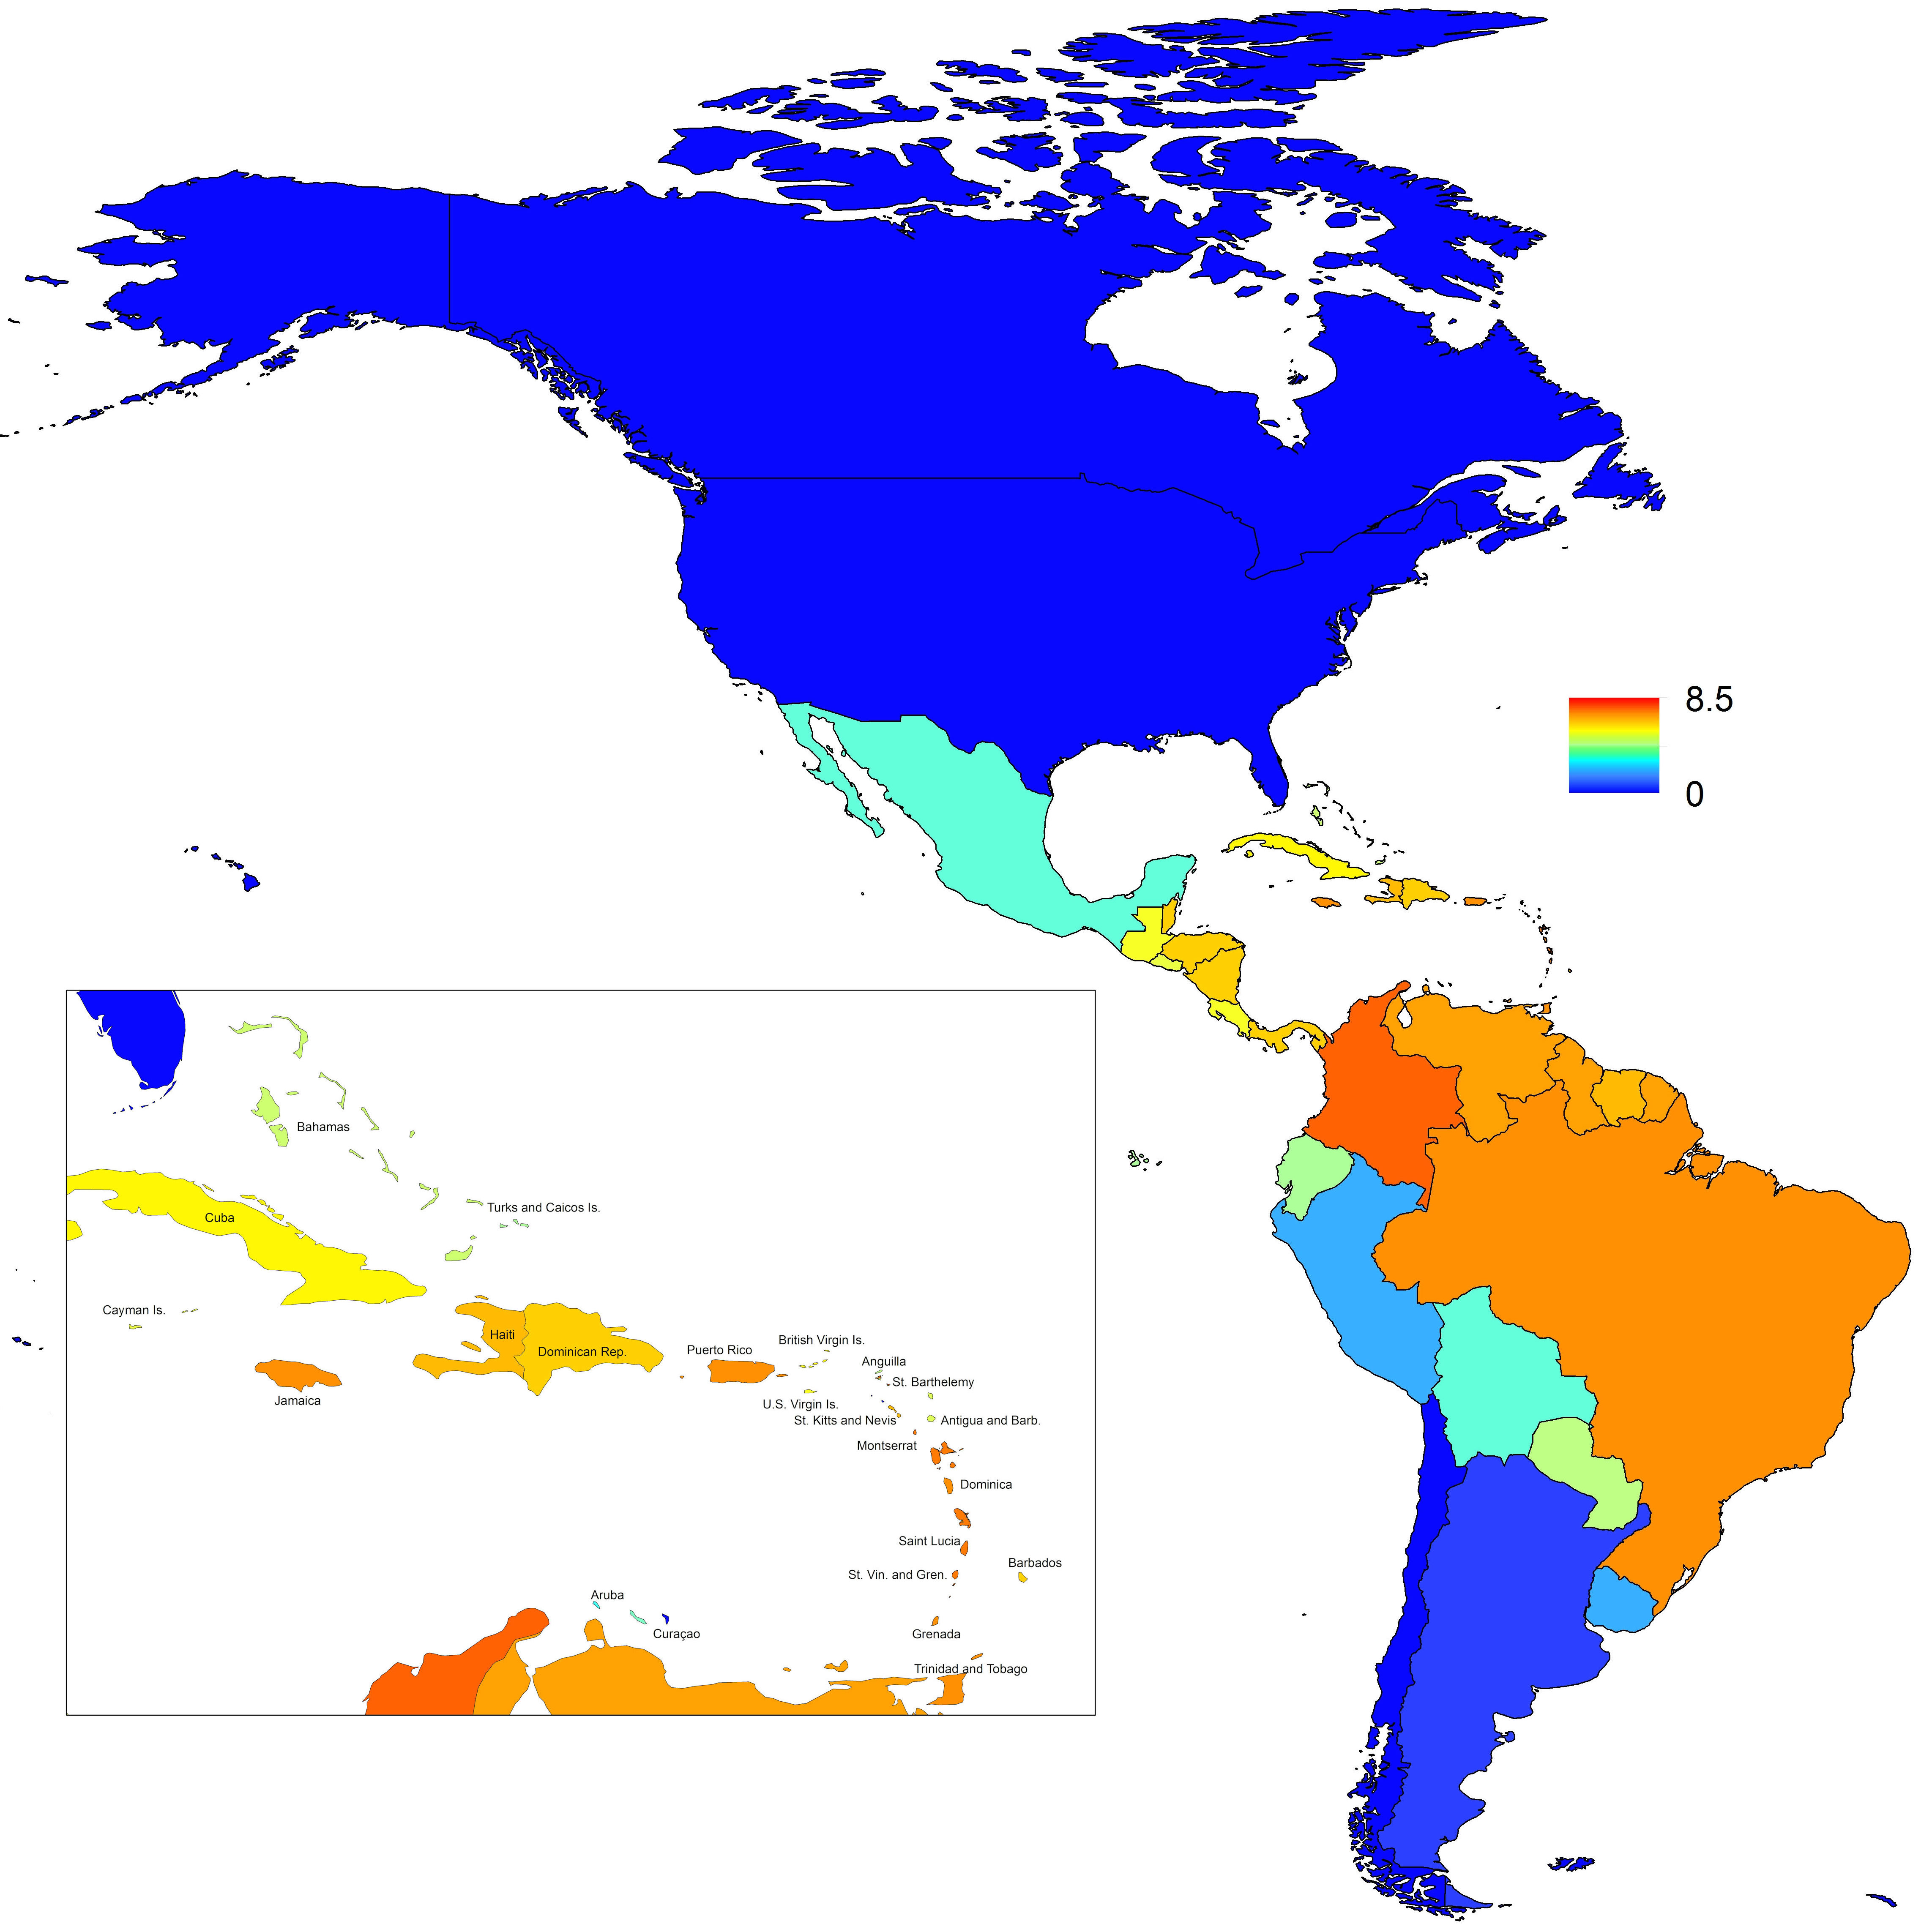 8.5
0
Bahamas
Turks and Caicos Is.
Cuba
Cayman Is.
Haiti
Dominican Rep.
Jamaica
Puerto Rico
British Virgin Is.
Anguilla
St. Barthelemy
U.S. Virgin Is.
St. Kitts and Nevis
Antigua and Barb.
Montserrat
Dominica
Saint Lucia
Barbados
St. Vin. and Gren.
Aruba
Curaçao
Grenada
Trinidad and Tobago